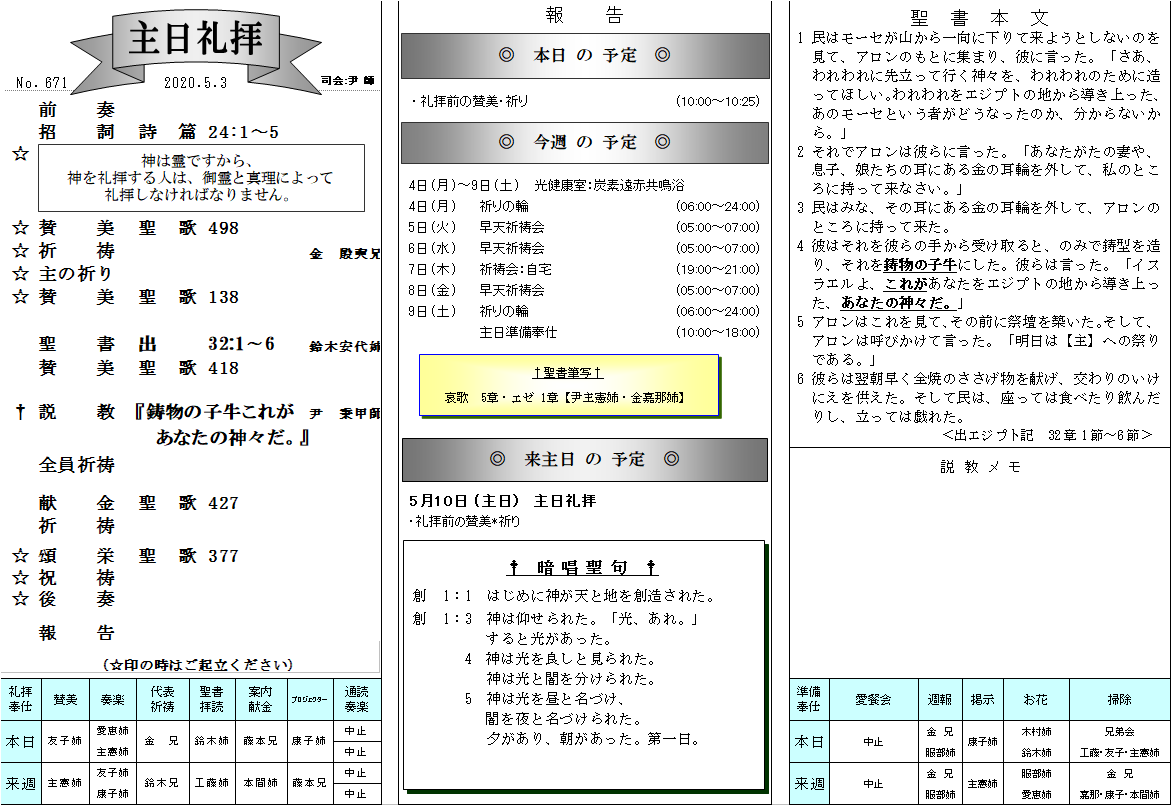 主日礼拝
No. 671
2020.5.3
司会:尹 師
前 奏
招 詞 詩 篇 24:1～5
☆
神は霊ですから、
神を礼拝する人は、御霊と真理によって
礼拝しなければなりません。
☆ 賛 美 聖 歌 498
☆ 祈 祷 金 殷奭兄
☆ 主の祈り
☆ 賛 美 聖 歌 138
聖 書 出 32:1～6 鈴木安代姉
賛 美 聖 歌 418
† 説 教 『鋳物の子牛これが 尹 秉甲師
あなたの神々だ。』
全員祈祷
献 金 聖 歌 427
祈 祷
☆ 頌 栄 聖 歌 377
☆ 祝 祷
☆ 後 奏
報 告
(☆印の時はご起立ください)
礼拝奉仕 賛美 奏楽 代表祈祷 聖書拝読 案内献金 プロジェクター 通読奏楽
本日 友子姉 愛恵姉 主憲姉 金 兄 鈴木姉 藤本兄 康子姉 中止 中止
来週 主憲姉 友子姉 康子姉 鈴木兄 工藤姉 本間姉 藤本兄 中止 中止
報 告
◎ 本日 の 予定 ◎
・礼拝前の賛美・祈り (10:00～10:25)
◎ 今週 の 予定 ◎
4日(月)～9日(土) 光健康室:炭素遠赤共鳴浴
4日(月) 祈りの輪 (06:00～24:00)
5日(火) 早天祈祷会 (05:00～07:00)
6日(水) 早天祈祷会 (05:00～07:00)
7日(木) 祈祷会:自宅 (19:00～21:00)
8日(金) 早天祈祷会 (05:00～07:00)
9日(土) 祈りの輪 (06:00～24:00)
主日準備奉仕 (10:00～18:00)
†聖書筆写†
哀歌 5章・エゼ 1章【尹主憲姉・金嘉那姉】
◎ 来主日 の 予定 ◎
5月10日(主日) 主日礼拝
・礼拝前の賛美*祈り
† 暗唱聖句 †
創 1:1 はじめに神が天と地を創造された。
創 1:3 神は仰せられた。「光、あれ。」
すると光があった。
4 神は光を良しと見られた。
神は光と闇を分けられた。
5 神は光を昼と名づけ、
闇を夜と名づけられた。
夕があり、朝があった。第一日。
聖書本文
1 民はモーセが山から一向に下りて来ようとしないのを
見て、アロンのもとに集まり、彼に言った。「さあ、
われわれに先立って行く神々を、われわれのために造
ってほしい。われわれをエジプトの地から導き上った、
あのモーセという者がどうなったのか、分からないか
ら。」
2 それでアロンは彼らに言った。「あなたがたの妻や、
息子、娘たちの耳にある金の耳輪を外して、私のとこ
ろに持って来なさい。」
3 民はみな、その耳にある金の耳輪を外して、アロンの
ところに持って来た。
4 彼はそれを彼らの手から受け取ると、のみで鋳型を造
り、それを鋳物の子牛にした。彼らは言った。「イス
ラエルよ、これがあなたをエジプトの地から導き上っ
た、あなたの神々だ。」
5 アロンはこれを見て、その前に祭壇を築いた。そして、
アロンは呼びかけて言った。「明日は【主】への祭り
である。」
6 彼らは翌朝早く全焼のささげ物を献げ、交わりのいけ
にえを供えた。そして民は、座っては食べたり飲んだ
りし、立っては戯れた。
＜出エジプト記 32章1節～6節＞
説教メモ
準備奉仕 愛餐会 週報 掲示 お花 掃除
本日 中止 金 兄 服部姉 康子姉 木村姉 鈴木姉 兄弟会 工藤・友子・主憲姉
来週 中止 金 兄 服部姉 主憲姉 服部姉 愛恵姉 金 兄 嘉那・康子・本間姉